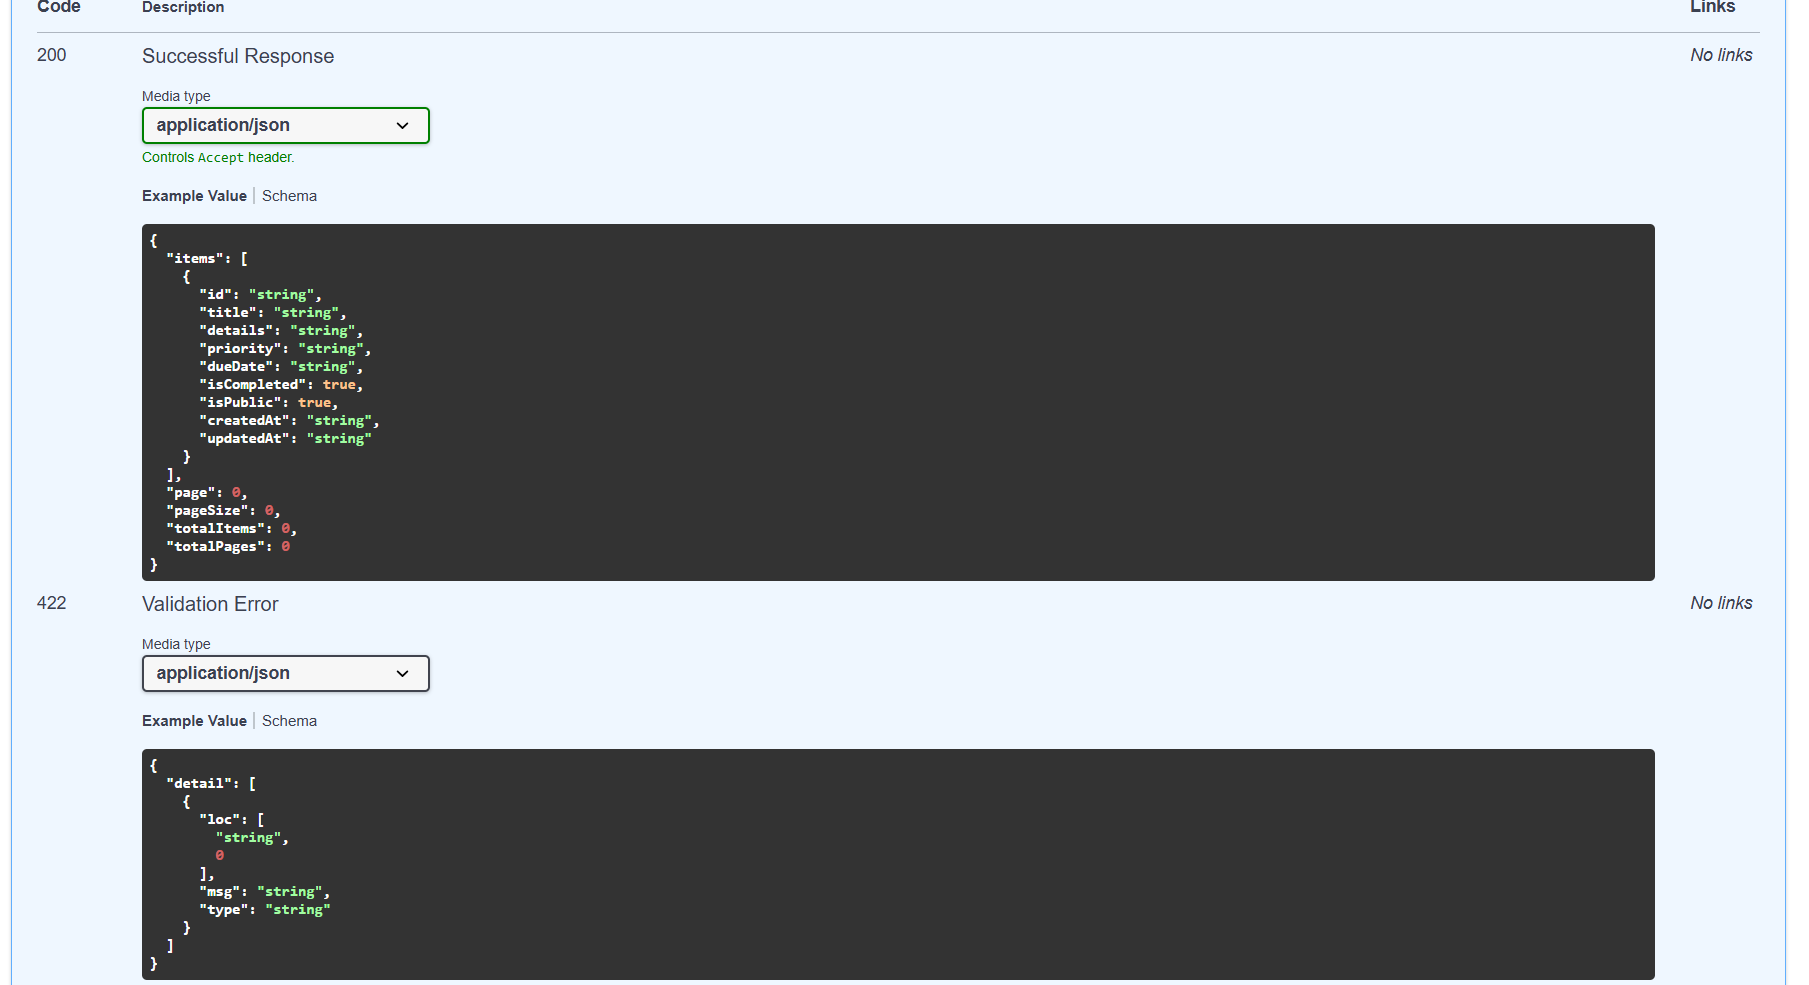 Code Description Links
200 Successful Response No links
Media type
application/json
Controls Accept header.
Example Value Schema
{
  "items": [
    {
      "id": "string",
      "title": "string",
      "details": "string",
      "priority": "string",
      "dueDate": "string",
      "isCompleted": true,
      "isPublic": true,
      "createdAt": "string",
      "updatedAt": "string"
    }
  ],
  "page": 0,
  "pageSize": 0,
  "totalItems": 0,
  "totalPages": 0
}
422 Validation Error No links
Media type
application/json
Example Value Schema
{
  "detail": [
    {
      "loc": [
        "string",
        0
      ],
      "msg": "string",
      "type": "string"
    }
  ]
}